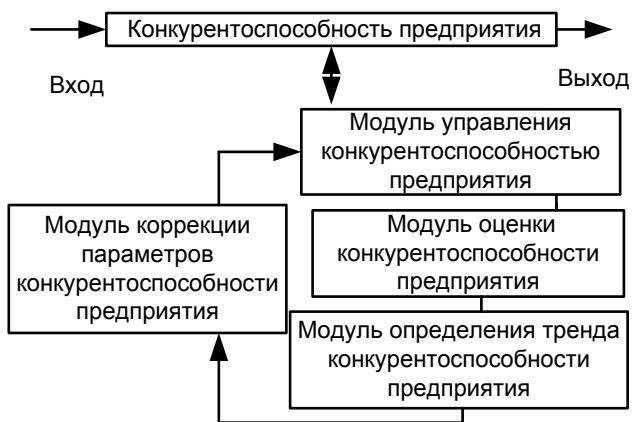 Конкурентоспособность предприятия
Вход
Выход
Модуль управления
конкурентоспособностью
предприятия
Модуль коррекции
параметров
конкурентоспособности
предприятия
Модуль оценки
конкурентоспособности
предприятия
Модуль определения тренда
конкурентоспособности
предприятия